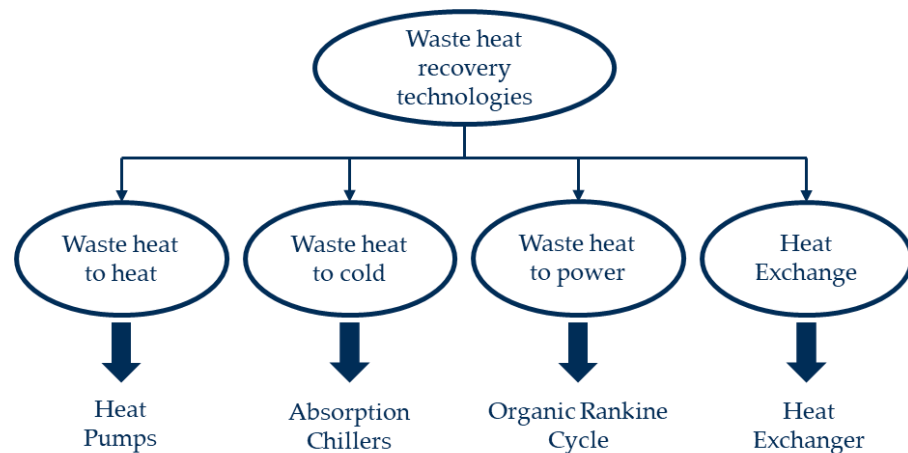 Waste heat
recovery
technologies
Waste heat
to heat
Waste heat
to cold
Waste heat
to power
Heat
Exchange
Heat
Pumps
Absorption
Chillers
Organic Rankine
Cycle
Heat
Exchanger